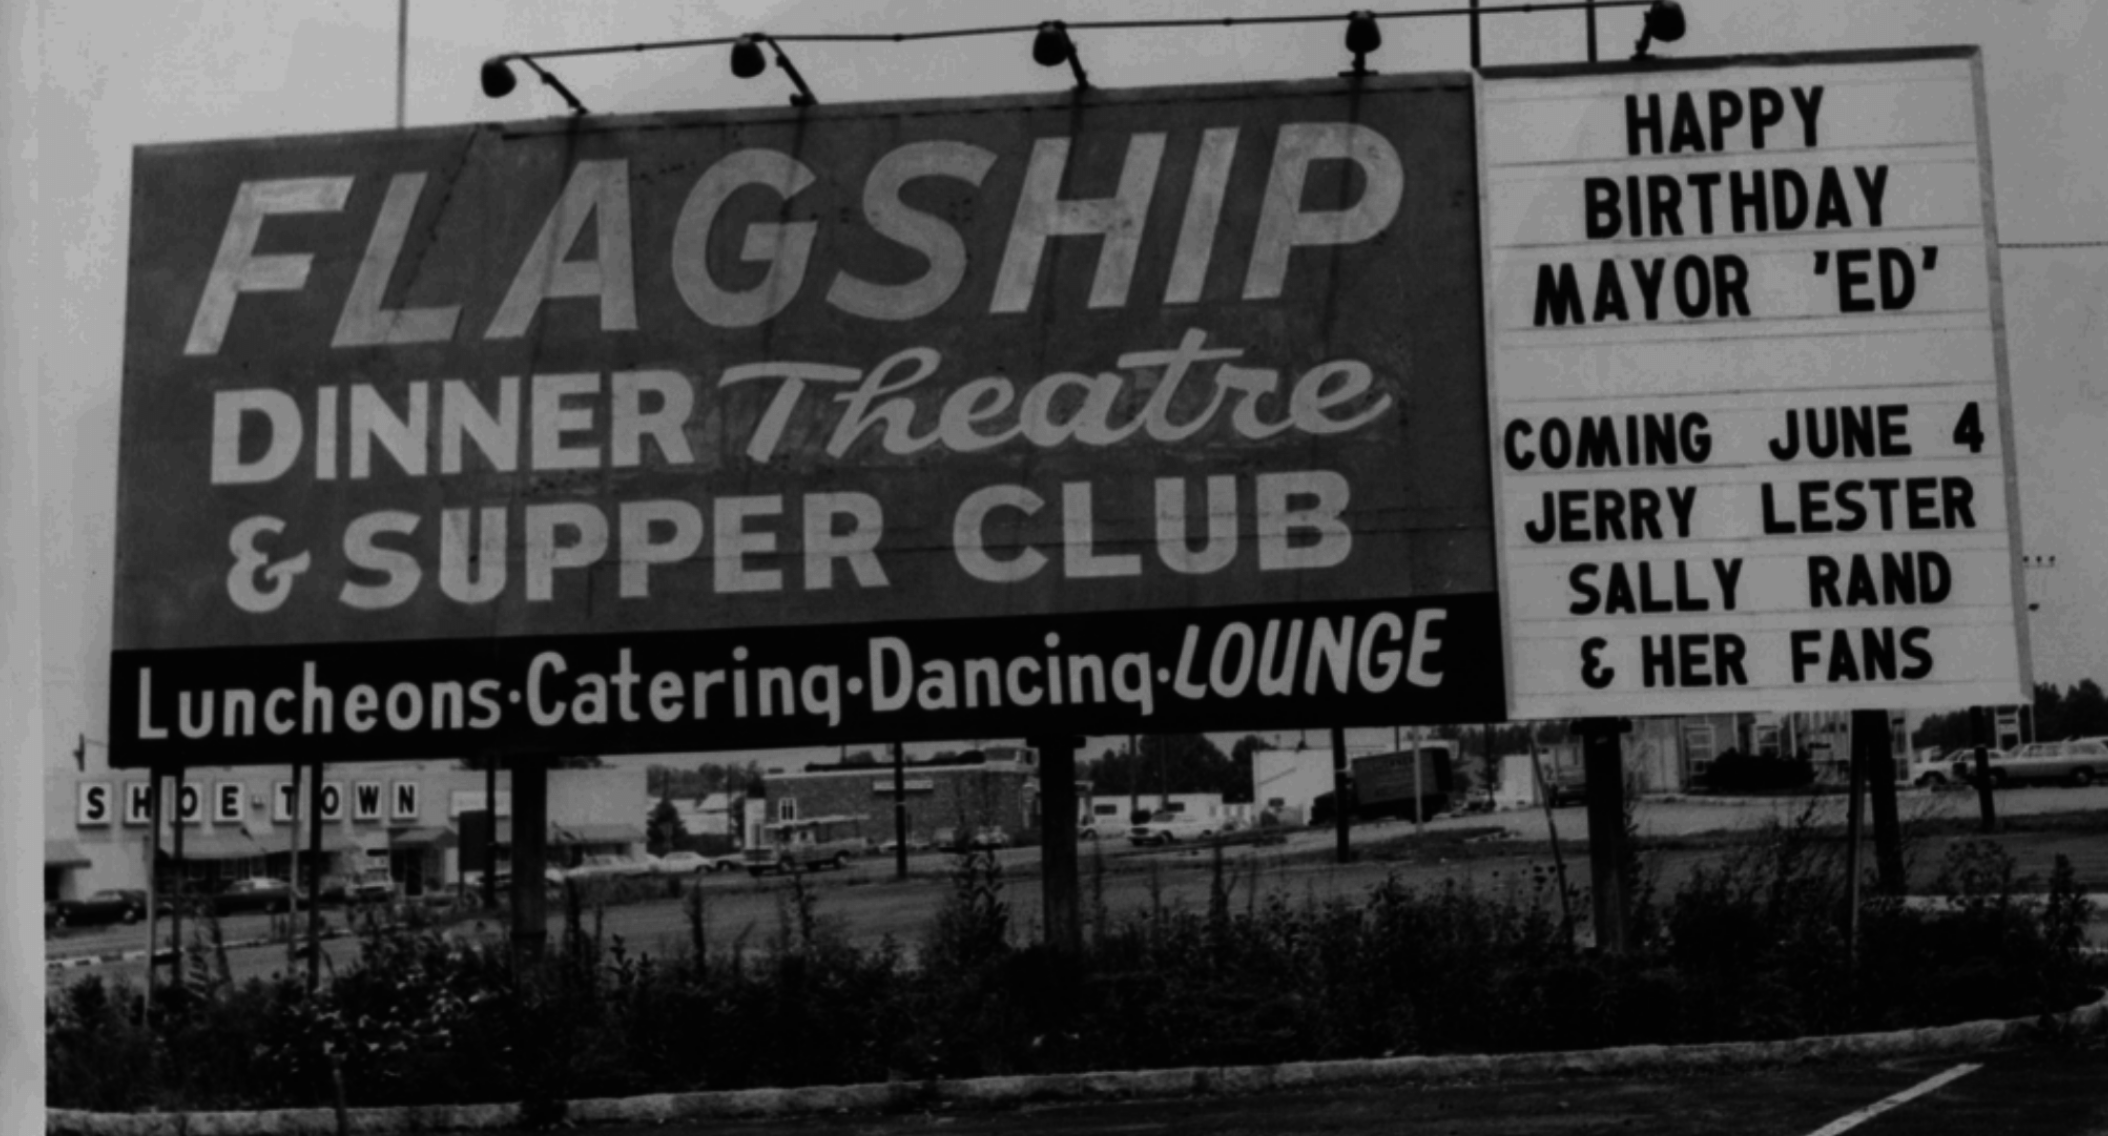 FLAGSHIP
DINNER Theatre
& SUPPER CLUB
Luncheons·Catering·Dancing·LOUNGE
HAPPY
BIRTHDAY
MAYOR 'ED'
COMING JUNE 4
JERRY LESTER
SALLY RAND
& HER FANS
SHOE-TOWN